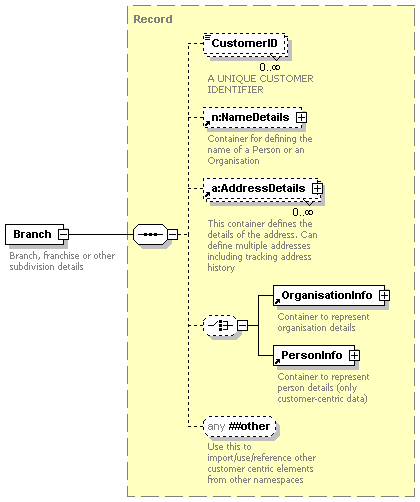 Record
CustomerID
0..∞
A UNIQUE CUSTOMER
IDENTIFIER
n:NameDetails
Container for defining the
name of a Person or an
Organisation
a:AddressDetails
0..∞
This container defines the
details of the address. Can
define multiple addresses
including tracking address
history
Branch
Branch, franchise or other
subdivision details
OrganisationInfo
Container to represent
organisation details
PersonInfo
Container to represent
person details (only
customer-centric data)
any ##other
Use this to
import/use/reference other
customer centric elements
from other namespaces